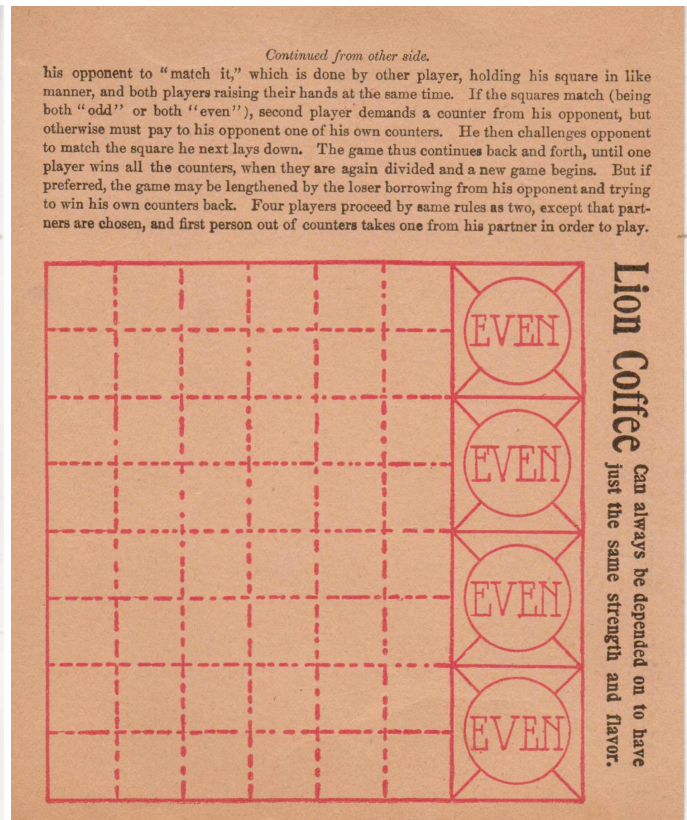 Continued from other side.
his opponent to "match it," which is done by other player, holding his square in like
manner, and both players raising their hands at the same time. If the squares match (being
both "odd" or both "even"), second player demands a counter from his opponent, but
otherwise must pay to his opponent one of his own counters. He then challenges opponent
to match the square he next lays down. The game thus continues back and forth, until one
player wins all the counters, when they are again divided and a new game begins. But if
preferred, the game may be lengthened by the loser borrowing from his opponent and trying
to win his own counters back. Four players proceed by same rules as two, except that part-
ners are chosen, and first person out of counters takes one from his partner in order to play.
EVEN
EVEN
EVEN
EVEN
Lion Coffee
Can always be depended on to have
just the same strength and flavor.